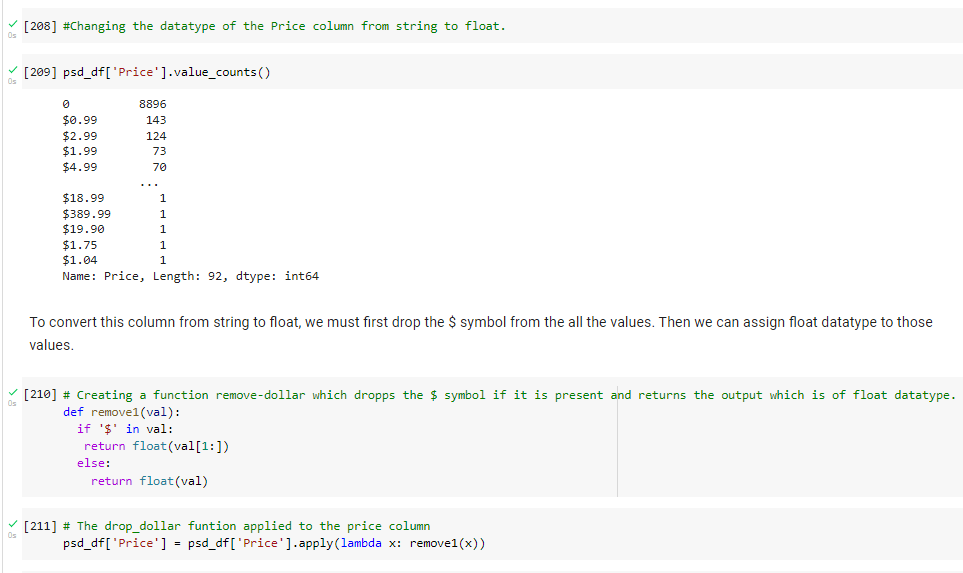 [208] #Changing the datatype of the Price column from string to float.
0s
[209] psd_df['Price'].value_counts()
0s
0 8896
$0.99 143
$2.99 124
$1.99 73
$4.99 70
...
$18.99 1
$389.99 1
$19.90 1
$1.75 1
$1.04 1
Name: Price, Length: 92, dtype: int64
To convert this column from string to float, we must first drop the $ symbol from the all the values. Then we can assign float datatype to those
values.
[210] # Creating a function remove-dollar which dropps the $ symbol if it is present and returns the output which is of float datatype.
0s
def remove1(val):
if '$' in val:
return float(val[1:])
else:
return float(val)
[211] # The drop_dollar funtion applied to the price column
0s
psd_df['Price'] = psd_df['Price'].apply(lambda x: remove1(x))